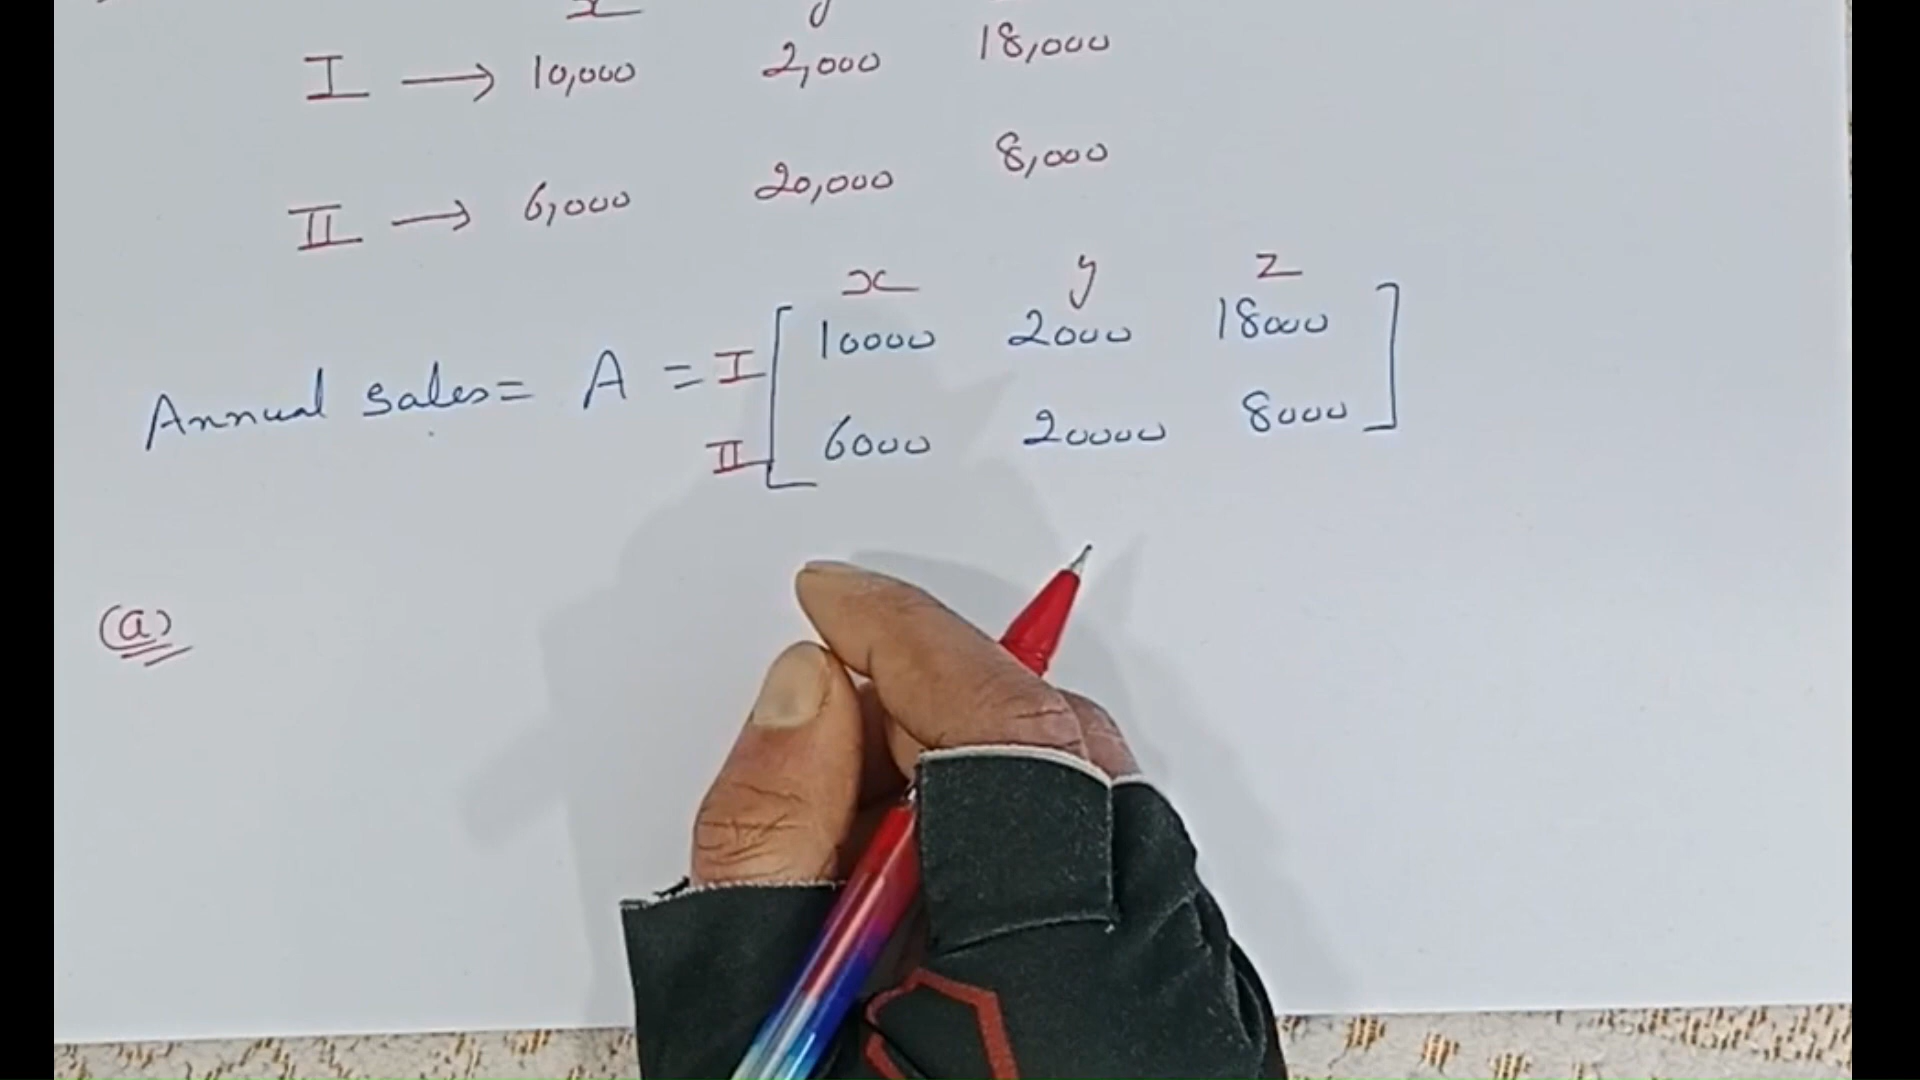 x y
I → 10,000 2,000 18,000
II → 6,000 20,000 8,000
x y z
Annual sales = A = I [ 10000 2000 18000 ]
II [ 6000 20000 8000 ]
(a)